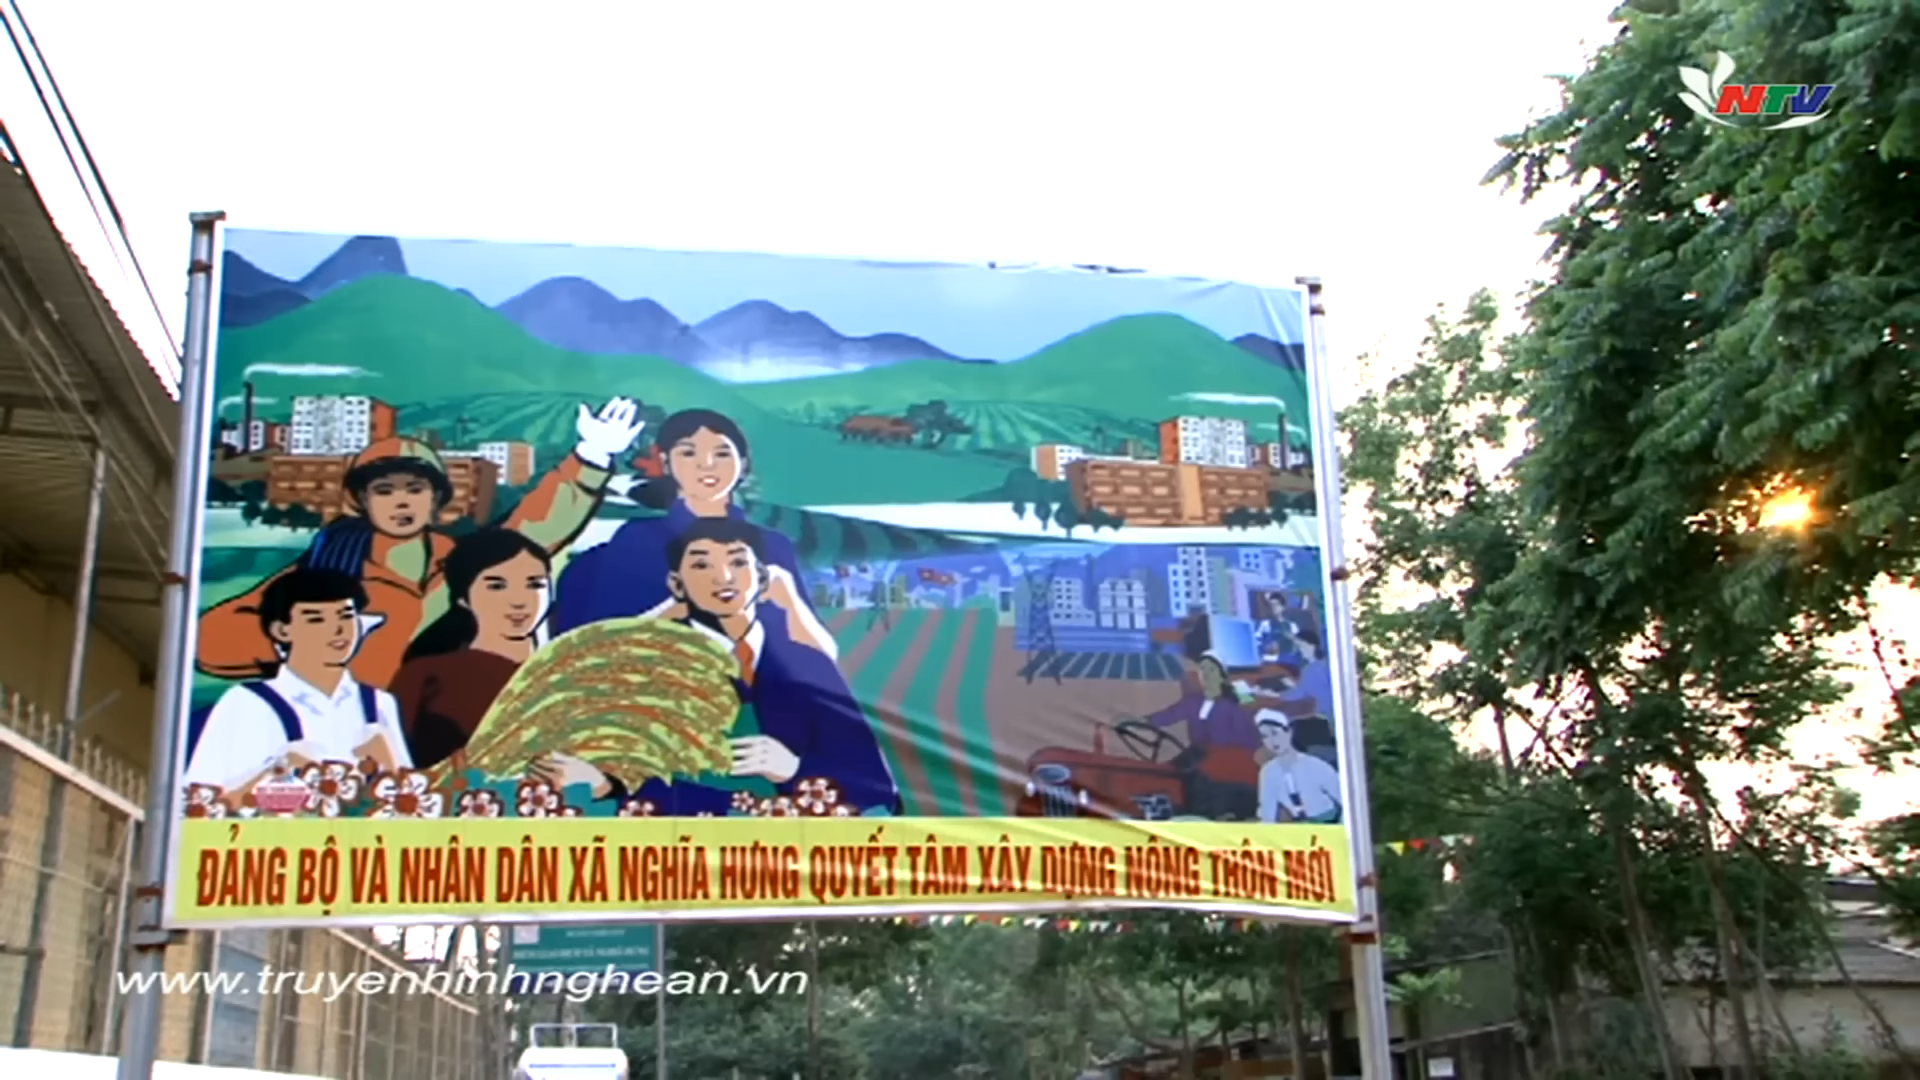 NTV
ĐẢNG BỘ VÀ NHÂN DÂN XÃ NGHĨA HƯNG QUYẾT TÂM XÂY DỰNG NÔNG THÔN MỚI
www.truyenhinhnghean.vn